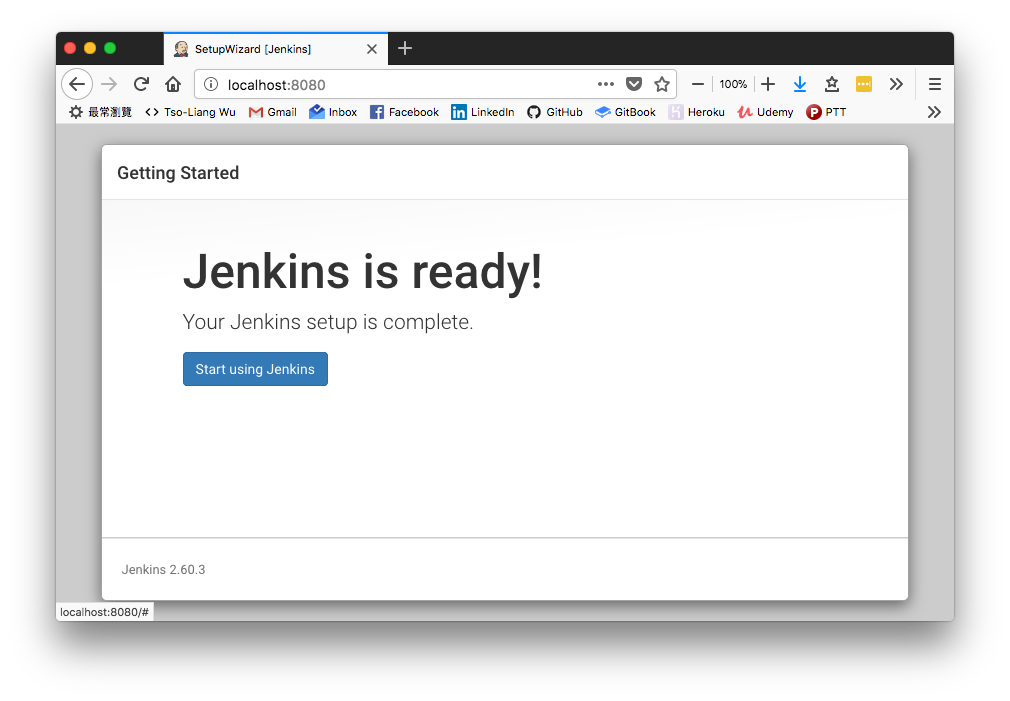 SetupWizard [Jenkins]
localhost:8080
100%
最常瀏覽 Tso-Liang Wu Gmail Inbox Facebook LinkedIn GitHub GitBook Heroku Udemy PTT
Getting Started
Jenkins is ready!
Your Jenkins setup is complete.
Start using Jenkins
Jenkins 2.60.3
localhost:8080/#